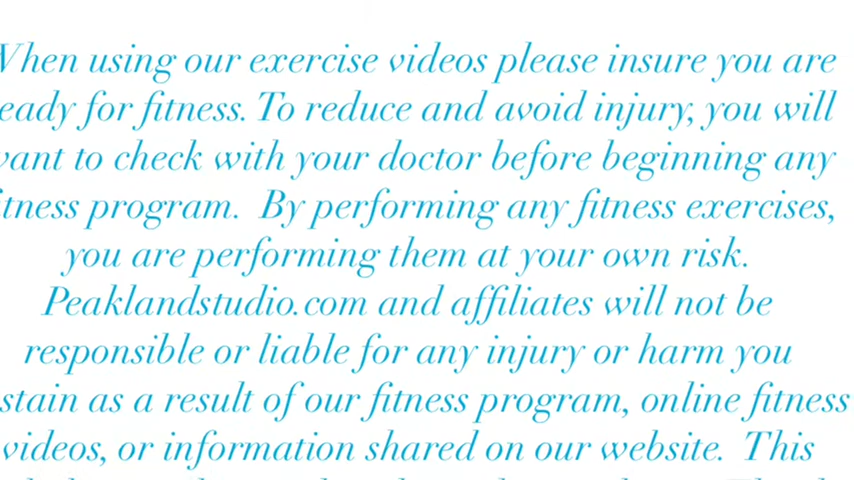 When using our exercise videos please insure you are
eady for fitness. To reduce and avoid injury, you will
vant to check with your doctor before beginning any
itness program. By performing any fitness exercises,
you are performing them at your own risk.
Peaklandstudio.com and affiliates will not be
responsible or liable for any injury or harm you
stain as a result of our fitness program, online fitness
videos, or information shared on our website. This